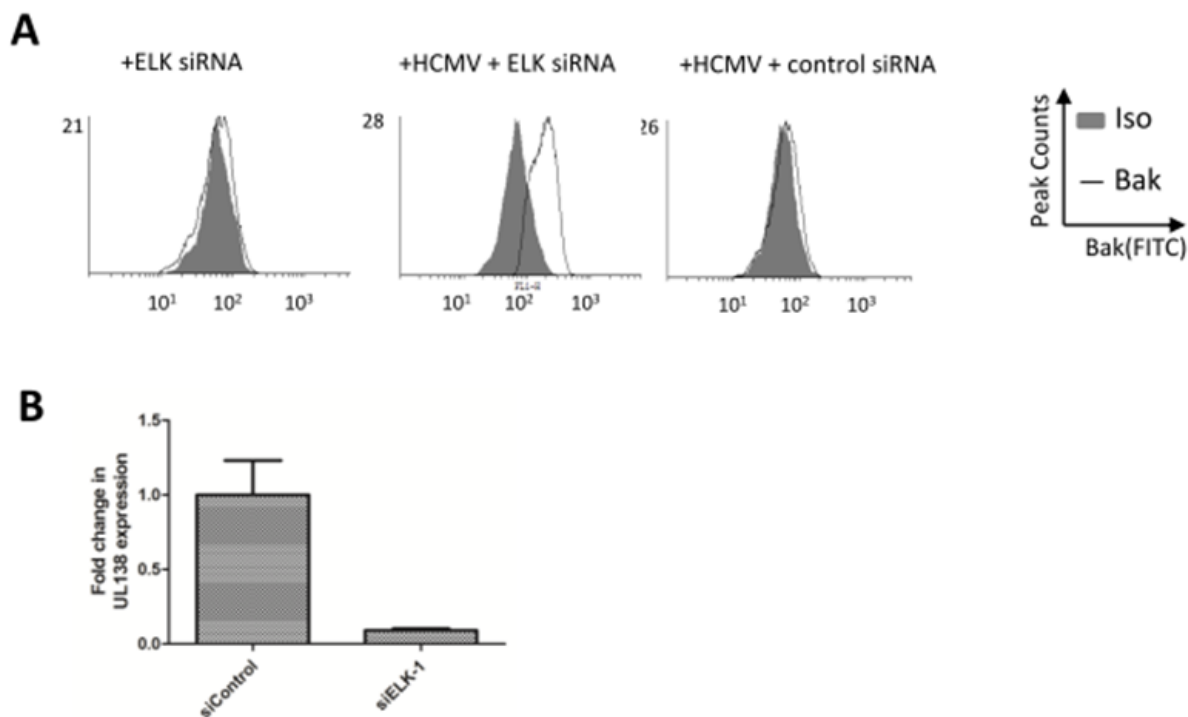 A
+ELK siRNA
+HCMV + ELK siRNA
+HCMV + control siRNA
21
28
26
Peak Counts
Iso
Bak
Bak(FITC)
10¹ 10² 10³
10¹ 10² 10³
10¹ 10² 10³
FL1-H
B
Fold change in
UL138 expression
1.5
1.0
0.5
0.0
siControl
siELK-1